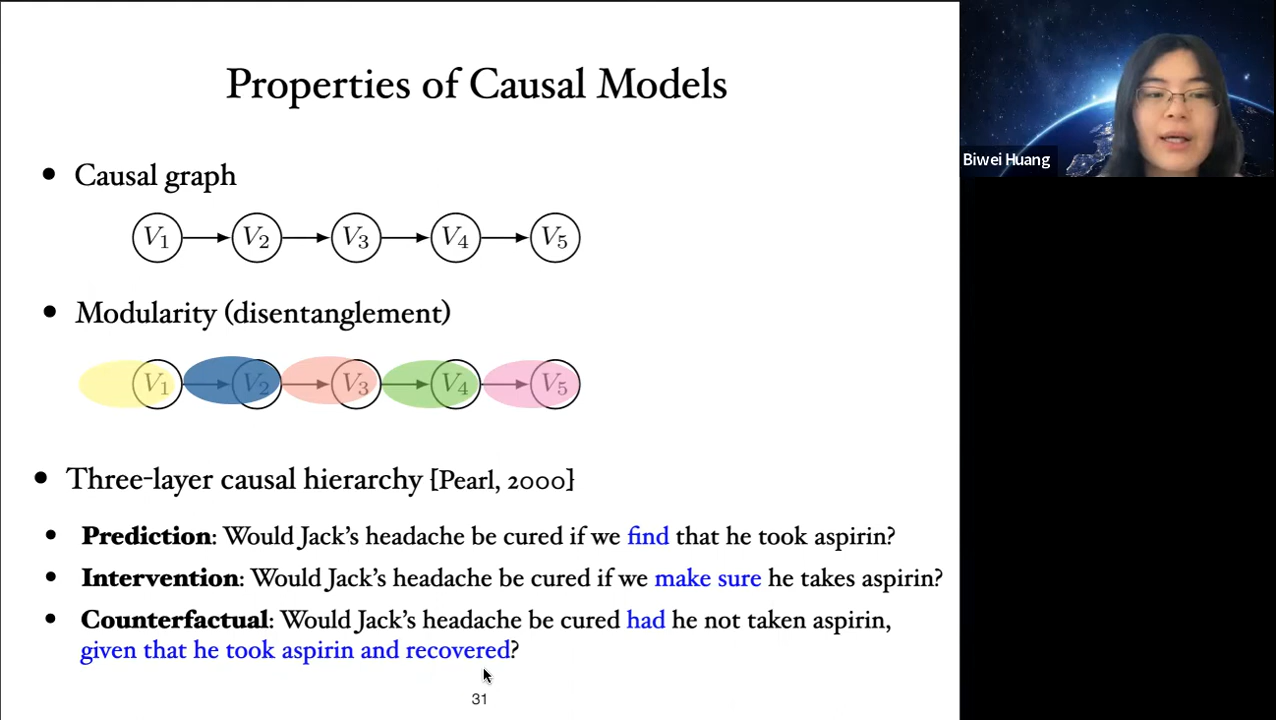 Properties of Causal Models
Biwei Huang
• Causal graph
V₁ V₂ V₃ V₄ V₅
• Modularity (disentanglement)
V₁ V₂ V₃ V₄ V₅
• Three-layer causal hierarchy [Pearl, 2000]
• Prediction: Would Jack's headache be cured if we find that he took aspirin?
• Intervention: Would Jack's headache be cured if we make sure he takes aspirin?
• Counterfactual: Would Jack's headache be cured had he not taken aspirin,
given that he took aspirin and recovered?
31